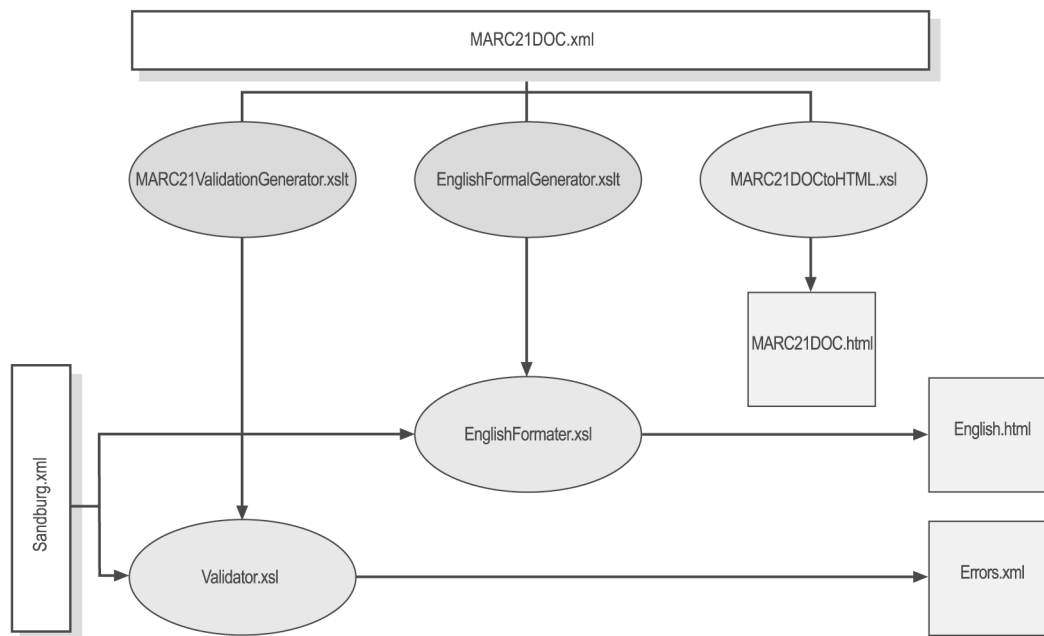 MARC21DOC.xml
MARC21ValidationGenerator.xslt
EnglishFormalGenerator.xslt
MARC21DOCtoHTML.xsl
MARC21DOC.html
Sandburg.xml
EnglishFormater.xsl
English.html
Validator.xsl
Errors.xml